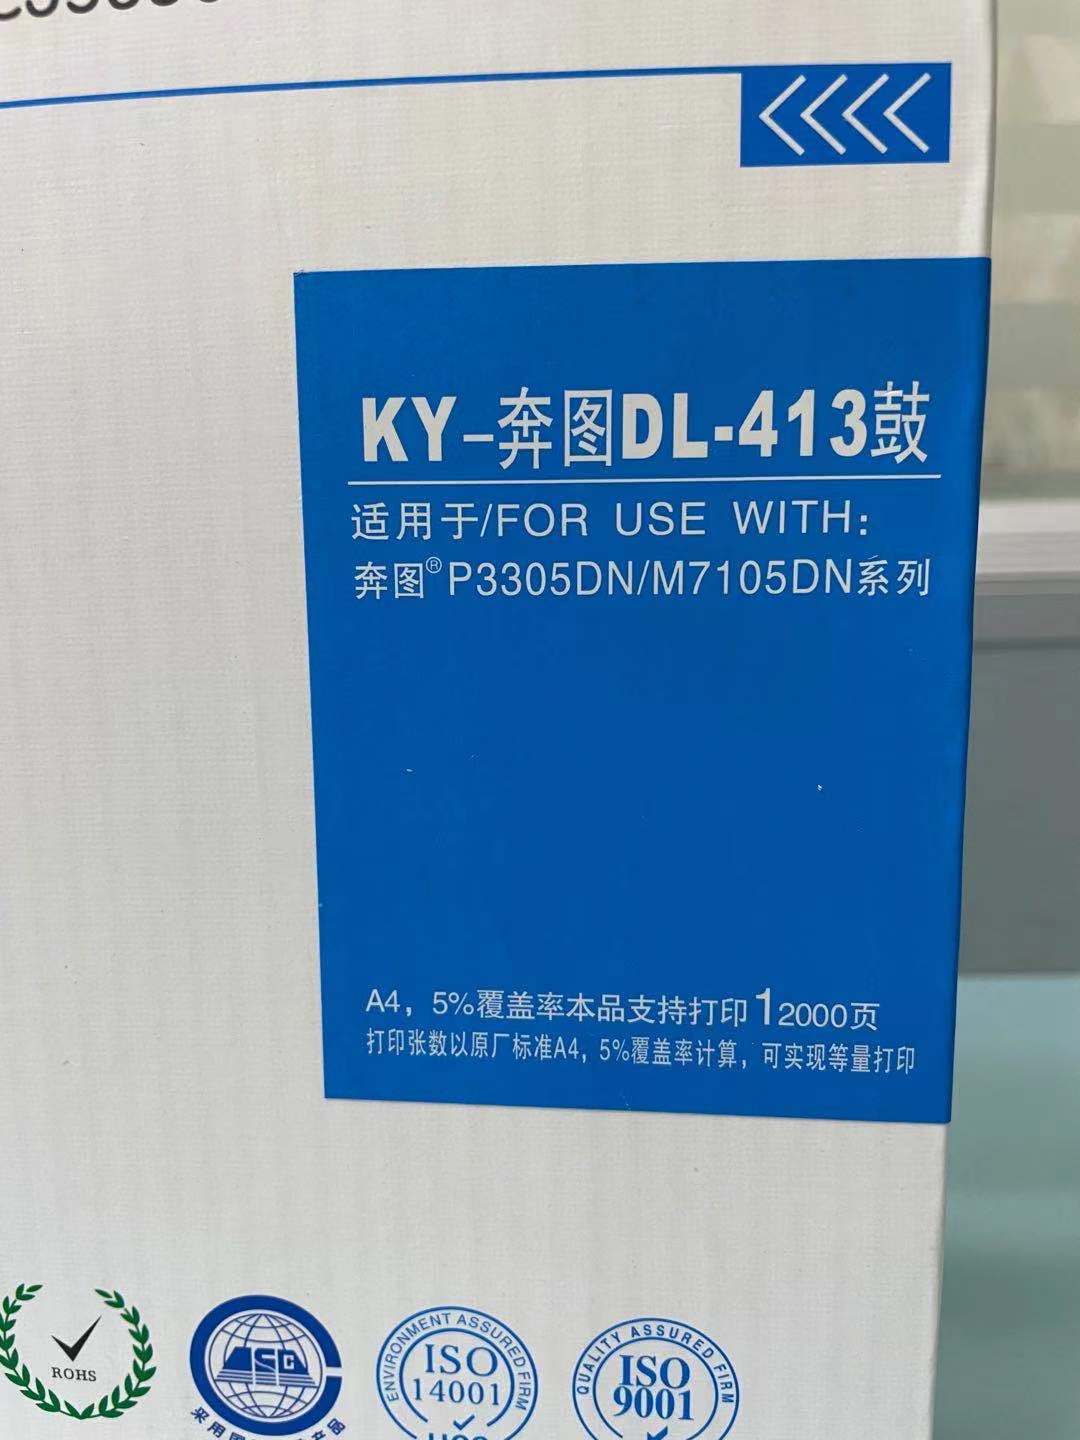 KY-奔图DL-413鼓
适用于/FOR USE WITH:
奔图®P3305DN/M7105DN系列
A4，5%覆盖率本品支持打印12000页
打印张数以原厂标准A4，5%覆盖率计算，可实现等量打印
ROHS
ENVIRONMENT ASSURED FIRM
ISO
14001
QUALITY ASSURED FIRM
ISO
9001